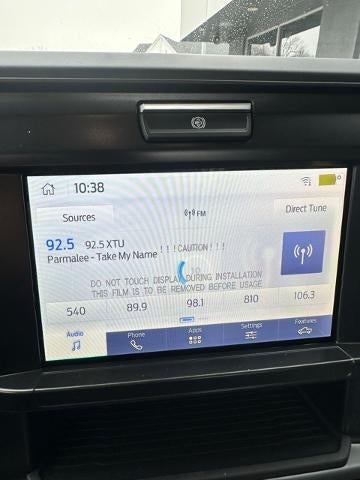 10:38
Sources
FM
Direct Tune
92.5 92.5 XTU
Parmalee - Take My Name
! ! ! CAUTION ! ! !
DO NOT TOUCH DISPLAY DURING INSTALLATION
THIS FILM IS TO BE REMOVED BEFORE USAGE
540 89.9 98.1 810 106.3
Audio Phone Apps Settings Features